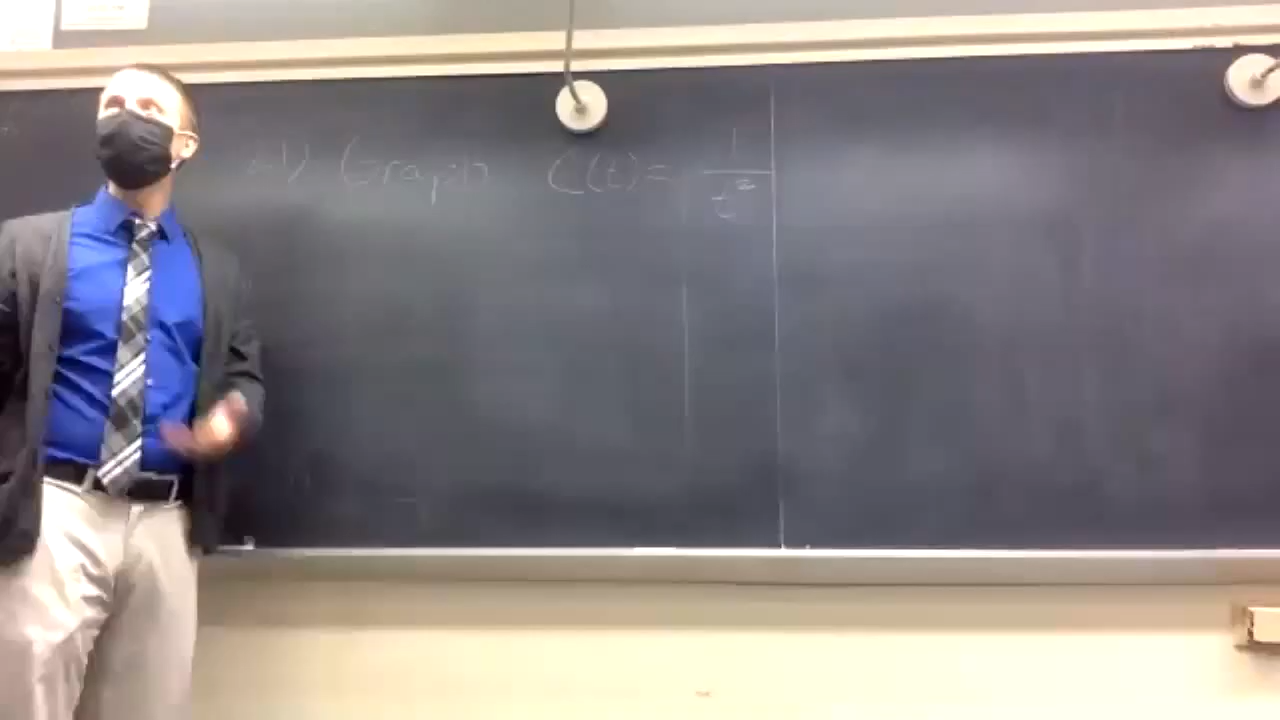 Graph C(t) = 1/t²